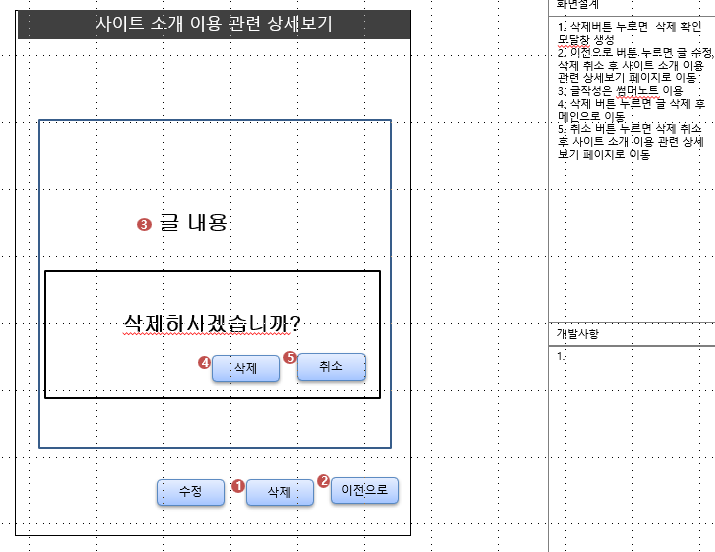 사이트 소개 이용 관련 상세보기
3 글 내용
삭제하시겠습니까?
4 삭제
5 취소
수정
1 삭제
2 이전으로
화면설계
1. 삭제버튼 누르면 삭제 확인
모달창 생성
2. 이전으로 버튼 누르면 글 수정,
삭제 취소 후 사이트 소개 이용
관련 상세보기 페이지로 이동
3. 글작성은 썸머노트 이용
4. 삭제 버튼 누르면 글 삭제 후
메인으로 이동
5. 취소 버튼 누르면 삭제 취소
후 사이트 소개 이용 관련 상세
보기 페이지로 이동
개발사항
1.